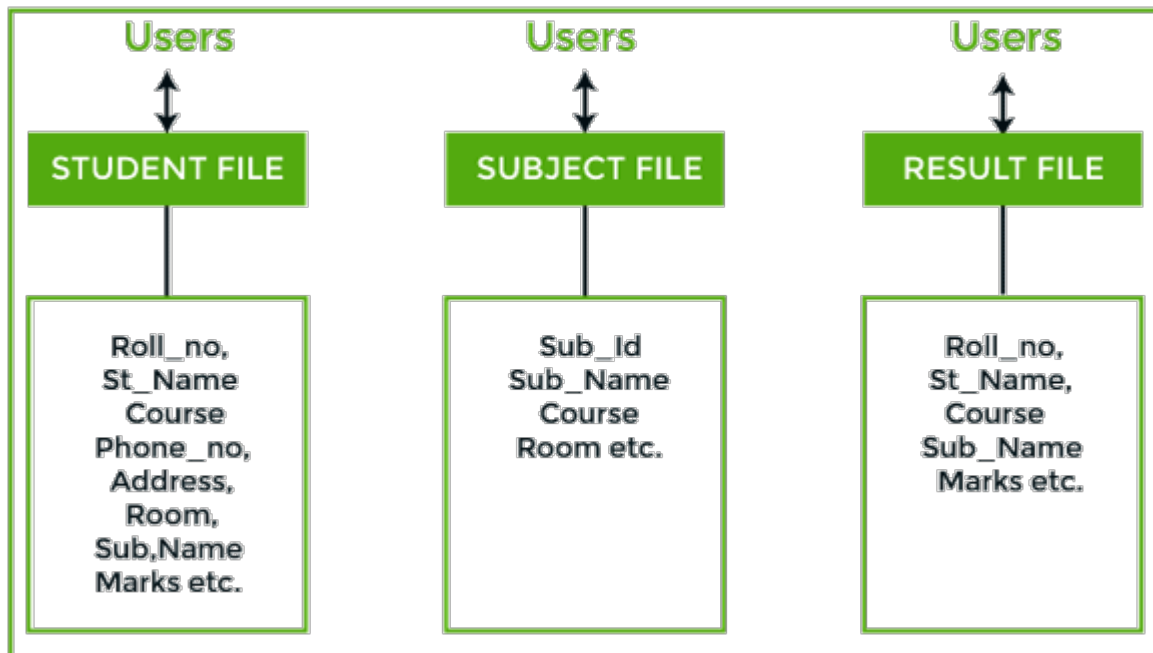 Users
Users
Users
STUDENT FILE
SUBJECT FILE
RESULT FILE
Roll_no,
St_Name
Course
Phone_no,
Address,
Room,
Sub,Name
Marks etc.
Sub_Id
Sub_Name
Course
Room etc.
Roll_no,
St_Name,
Course
Sub_Name
Marks etc.